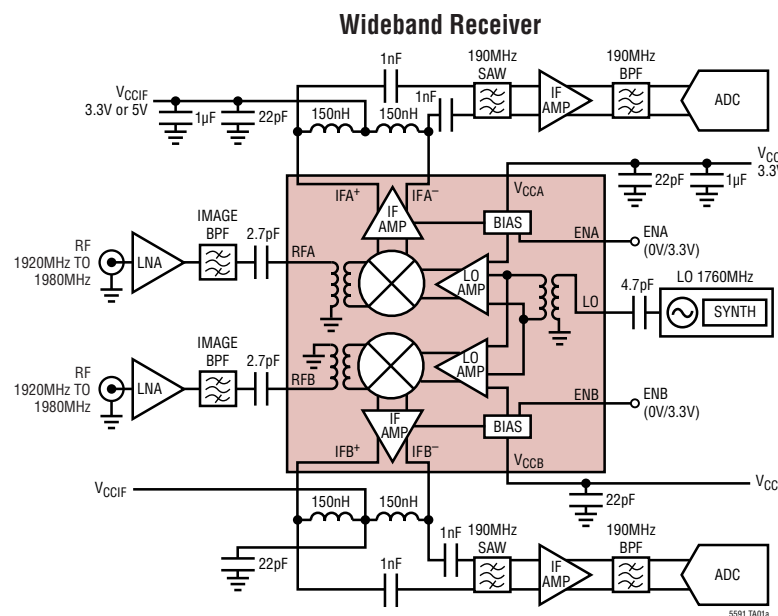 Wideband Receiver
1nF
190MHz
SAW
190MHz
BPF
IF
AMP
ADC
VCCIF
3.3V or 5V
1µF
22pF
150nH
150nH
1nF
VCC
3.3V
22pF
1µF
IFA+
IFA–
VCCA
IF
AMP
BIAS
ENA
ENA
(0V/3.3V)
RF
1920MHz TO
1980MHz
LNA
IMAGE
BPF
2.7pF
RFA
LO
AMP
LO
4.7pF
LO 1760MHz
SYNTH
RF
1920MHz TO
1980MHz
LNA
IMAGE
BPF
2.7pF
RFB
LO
AMP
ENB
ENB
(0V/3.3V)
IF
AMP
BIAS
IFB+
IFB–
VCCB
VCC
22pF
VCCIF
150nH
150nH
22pF
1nF
1nF
190MHz
SAW
IF
AMP
190MHz
BPF
ADC
5591 TA01a